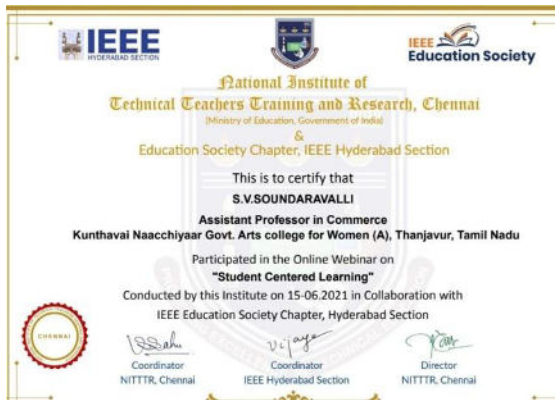 IEEE
HYDERABAD SECTION
IEEE
Education Society
National Institute of
Technical Teachers Training and Research, Chennai
(Ministry of Education, Government of India)
&
Education Society Chapter, IEEE Hyderabad Section
This is to certify that
S.V.SOUNDARAVALLI
Assistant Professor in Commerce
Kunthavai Naacchiyaar Govt. Arts college for Women (A), Thanjavur, Tamil Nadu
Participated in the Online Webinar on
"Student Centered Learning"
Conducted by this Institute on 15-06.2021 in Collaboration with
IEEE Education Society Chapter, Hyderabad Section
CHENNAI
Vijaya
Coordinator
NITTTR, Chennai
Coordinator
IEEE Hyderabad Section
Director
NITTTR, Chennai